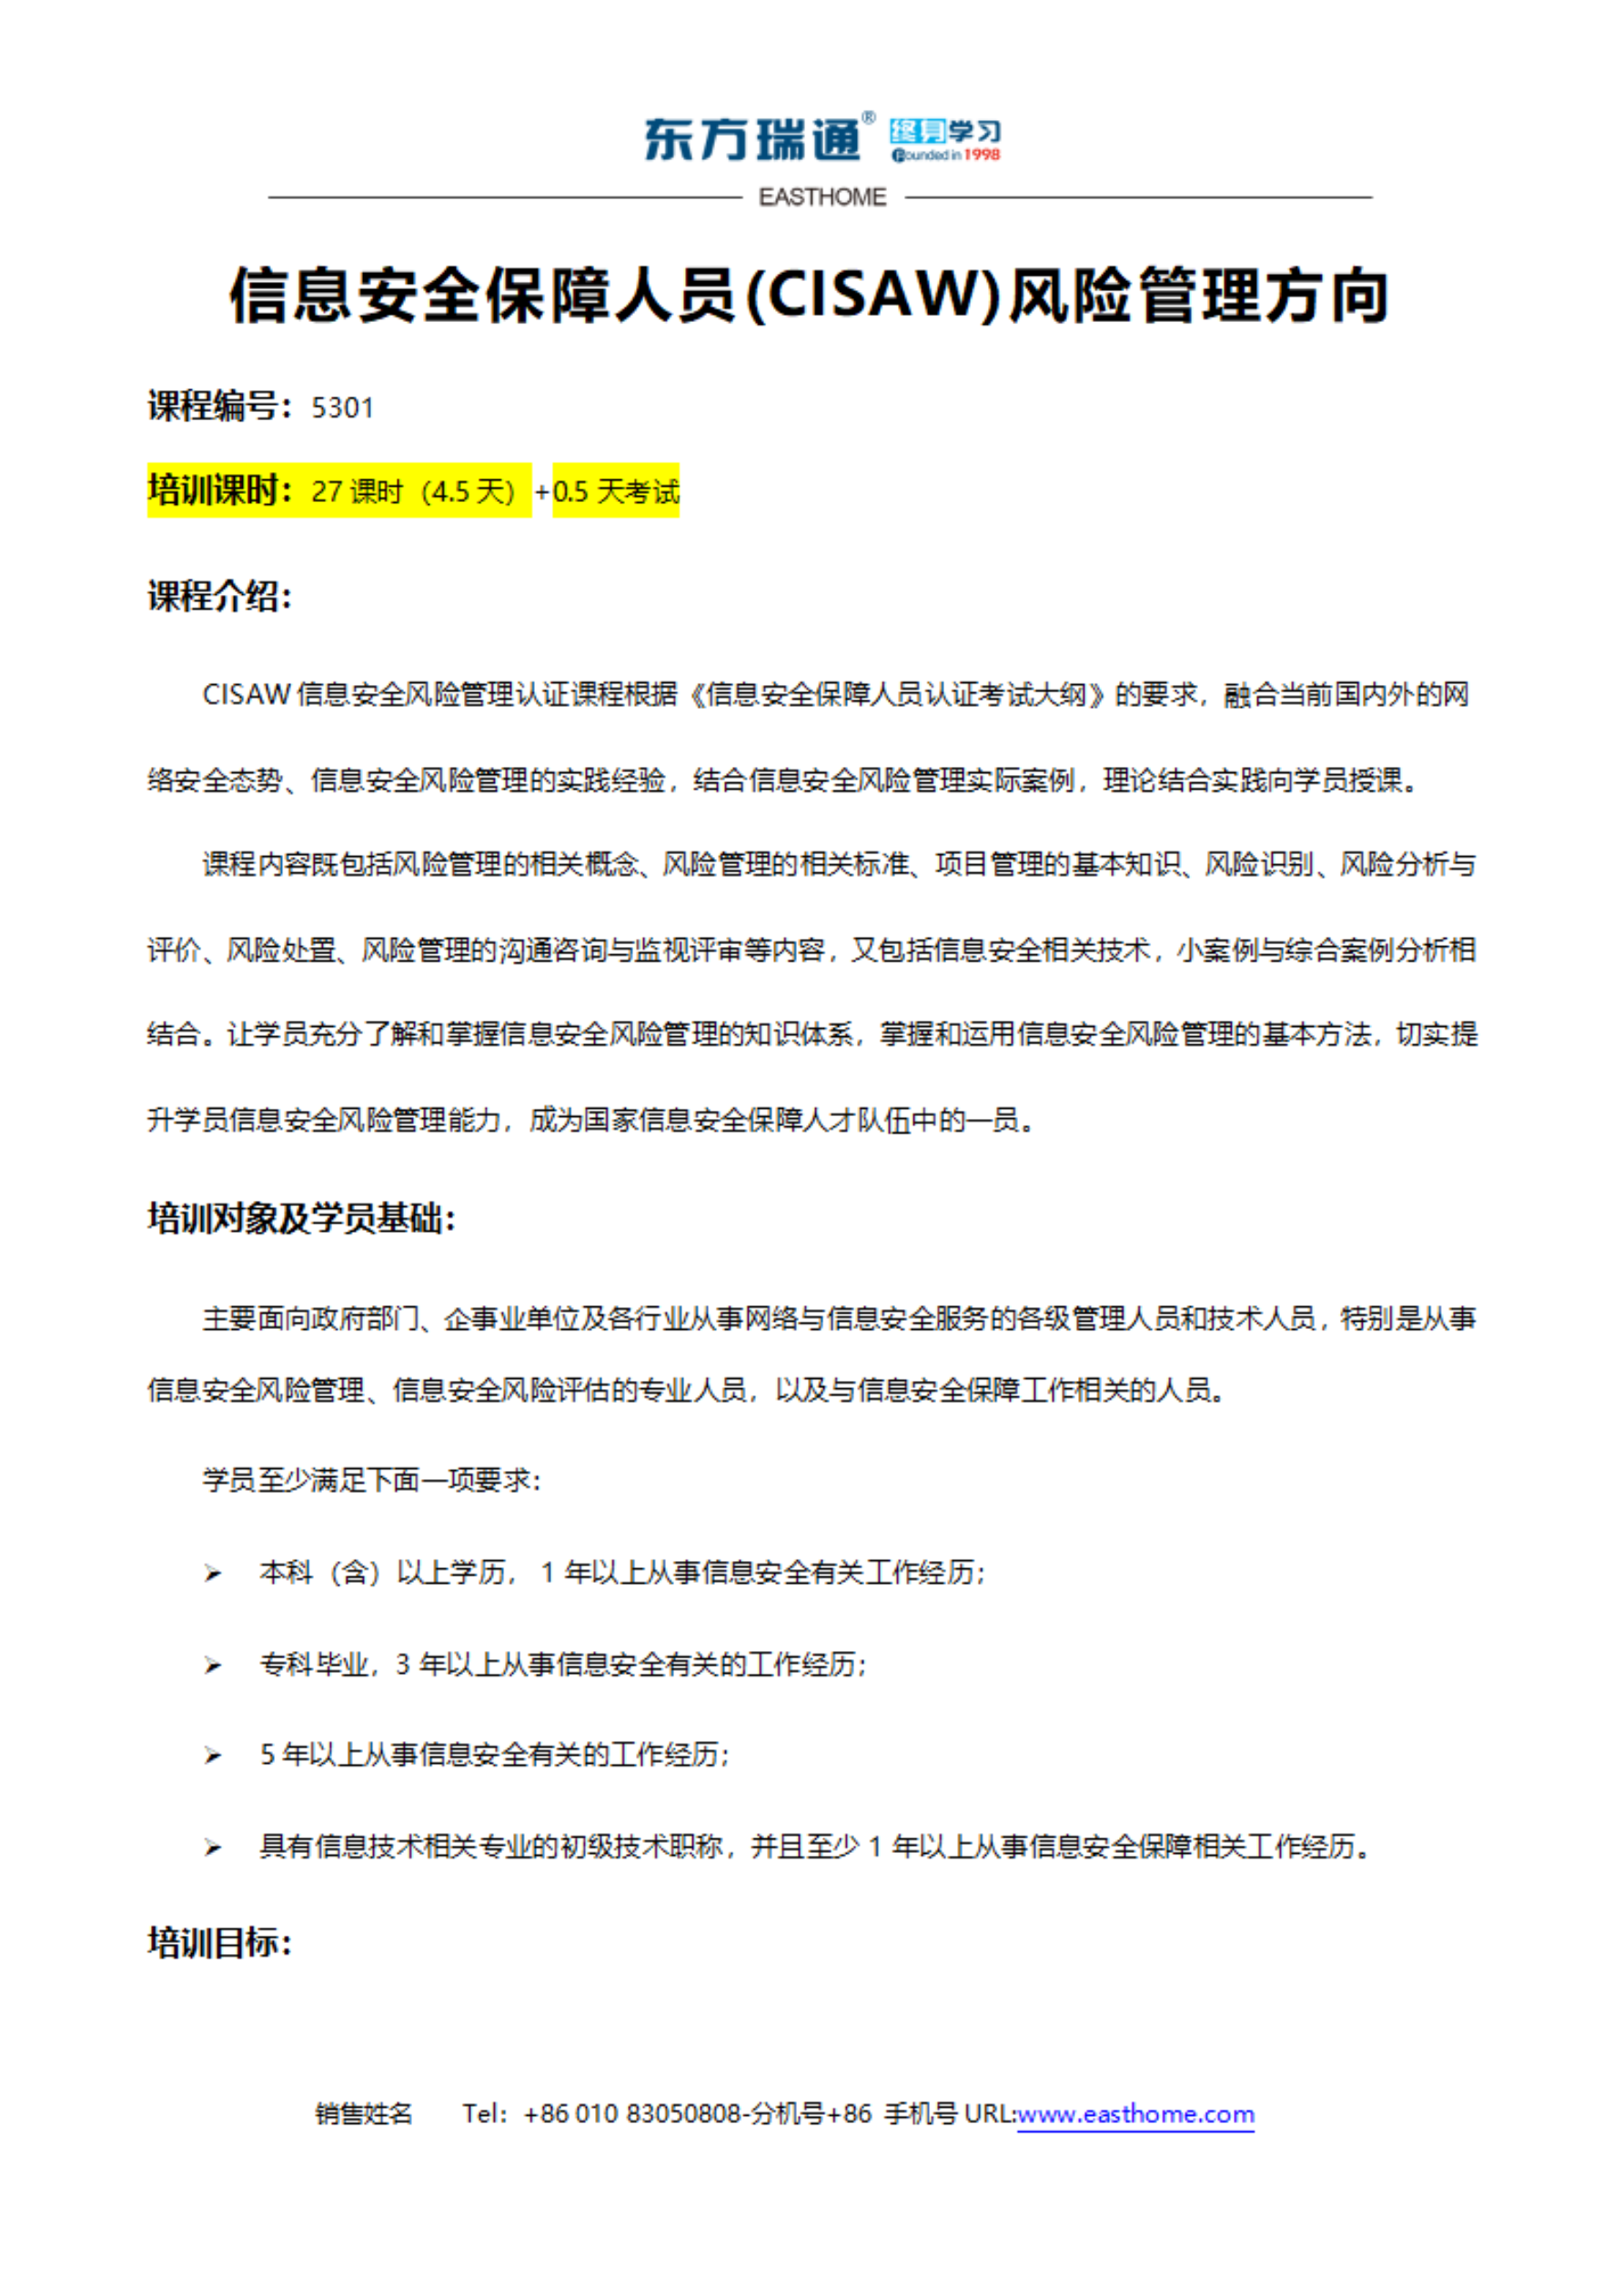 东方瑞通® 终身学习
Founded in 1998
EASTHOME
信息安全保障人员(CISAW)风险管理方向
课程编号：5301
培训课时：27 课时（4.5 天）+0.5 天考试
课程介绍：
CISAW 信息安全风险管理认证课程根据《信息安全保障人员认证考试大纲》的要求，融合当前国内外的网
络安全态势、信息安全风险管理的实践经验，结合信息安全风险管理实际案例，理论结合实践向学员授课。
课程内容既包括风险管理的相关概念、风险管理的相关标准、项目管理的基本知识、风险识别、风险分析与
评价、风险处置、风险管理的沟通咨询与监视评审等内容，又包括信息安全相关技术，小案例与综合案例分析相
结合。让学员充分了解和掌握信息安全风险管理的知识体系，掌握和运用信息安全风险管理的基本方法，切实提
升学员信息安全风险管理能力，成为国家信息安全保障人才队伍中的一员。
培训对象及学员基础：
主要面向政府部门、企事业单位及各行业从事网络与信息安全服务的各级管理人员和技术人员，特别是从事
信息安全风险管理、信息安全风险评估的专业人员，以及与信息安全保障工作相关的人员。
学员至少满足下面一项要求：
➢ 本科（含）以上学历， 1 年以上从事信息安全有关工作经历；
➢ 专科毕业，3 年以上从事信息安全有关的工作经历；
➢ 5 年以上从事信息安全有关的工作经历；
➢ 具有信息技术相关专业的初级技术职称，并且至少 1 年以上从事信息安全保障相关工作经历。
培训目标：
销售姓名 Tel：+86 010 83050808-分机号+86 手机号 URL:www.easthome.com